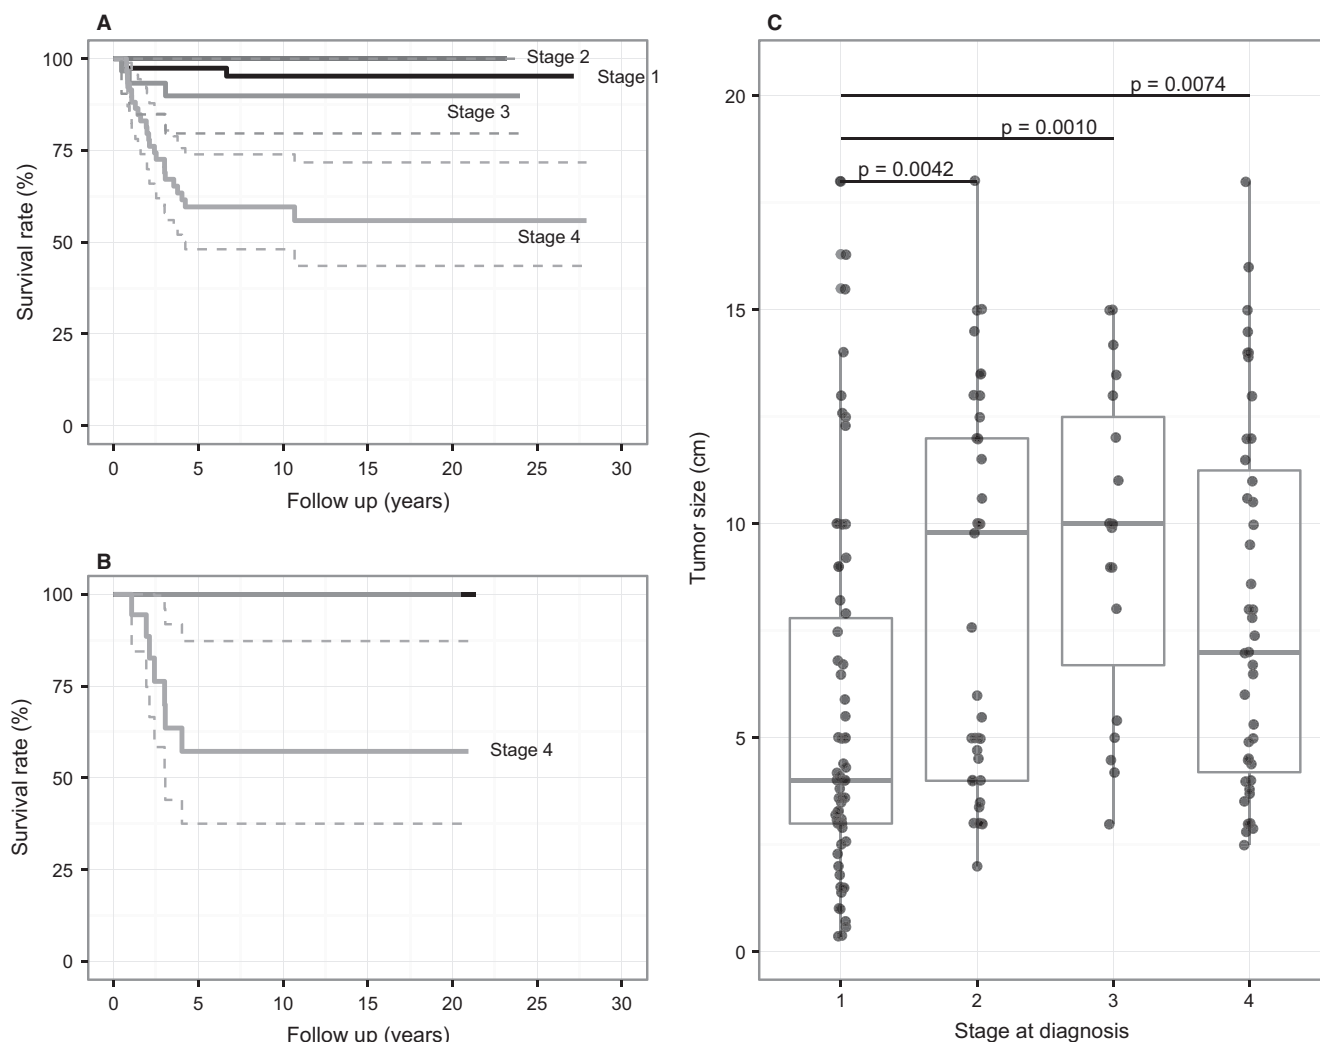 A
100
75
50
25
0
Survival rate (%)
Stage 2
Stage 1
Stage 3
Stage 4
0 5 10 15 20 25 30
Follow up (years)
B
100
75
50
25
0
Survival rate (%)
Stage 4
0 5 10 15 20 25 30
Follow up (years)
C
20
15
10
5
0
Tumor size (cm)
p = 0.0074
p = 0.0010
p = 0.0042
1 2 3 4
Stage at diagnosis